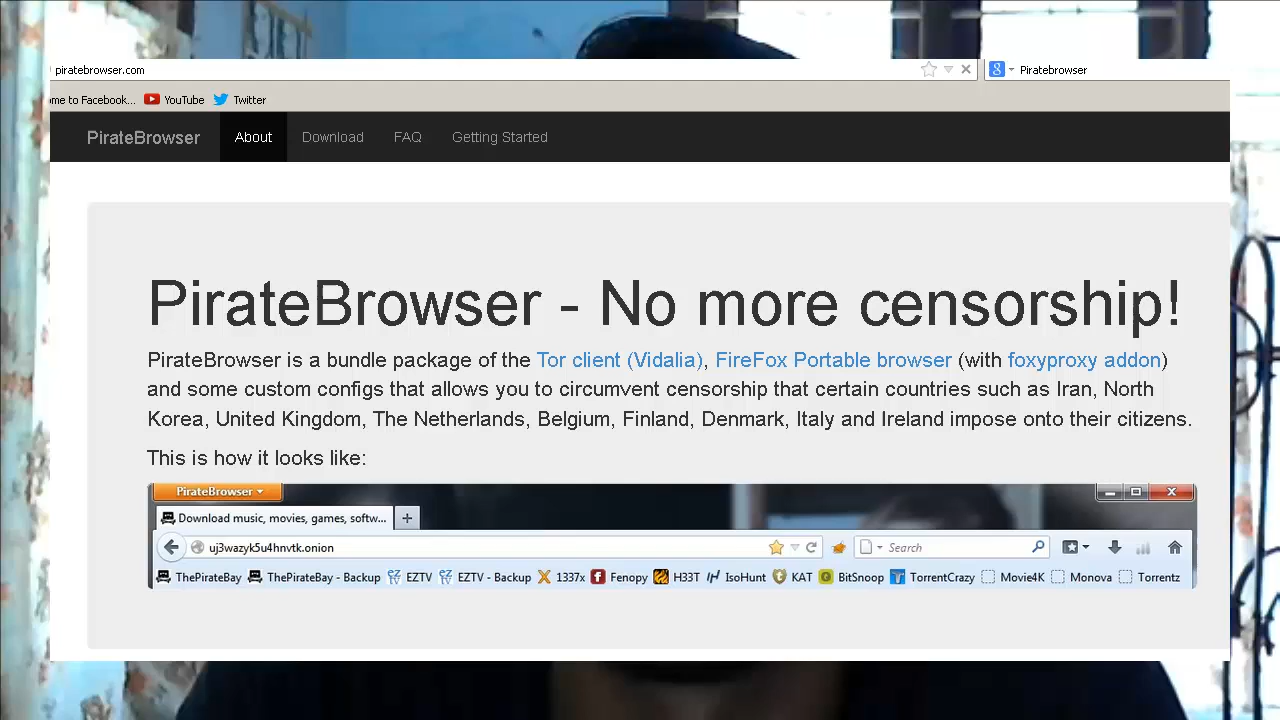 piratebrowser.com
Piratebrowser
ome to Facebook... YouTube Twitter
PirateBrowser About Download FAQ Getting Started
PirateBrowser - No more censorship!
PirateBrowser is a bundle package of the Tor client (Vidalia), FireFox Portable browser (with foxyproxy addon)
and some custom configs that allows you to circumvent censorship that certain countries such as Iran, North
Korea, United Kingdom, The Netherlands, Belgium, Finland, Denmark, Italy and Ireland impose onto their citizens.
This is how it looks like:
PirateBrowser
Download music, movies, games, softw...
uj3wazyk5u4hnvtk.onion Search
ThePirateBay ThePirateBay - Backup EZTV EZTV - Backup 1337x Fenopy H33T IsoHunt KAT BitSnoop TorrentCrazy Movie4K Monova Torrentz